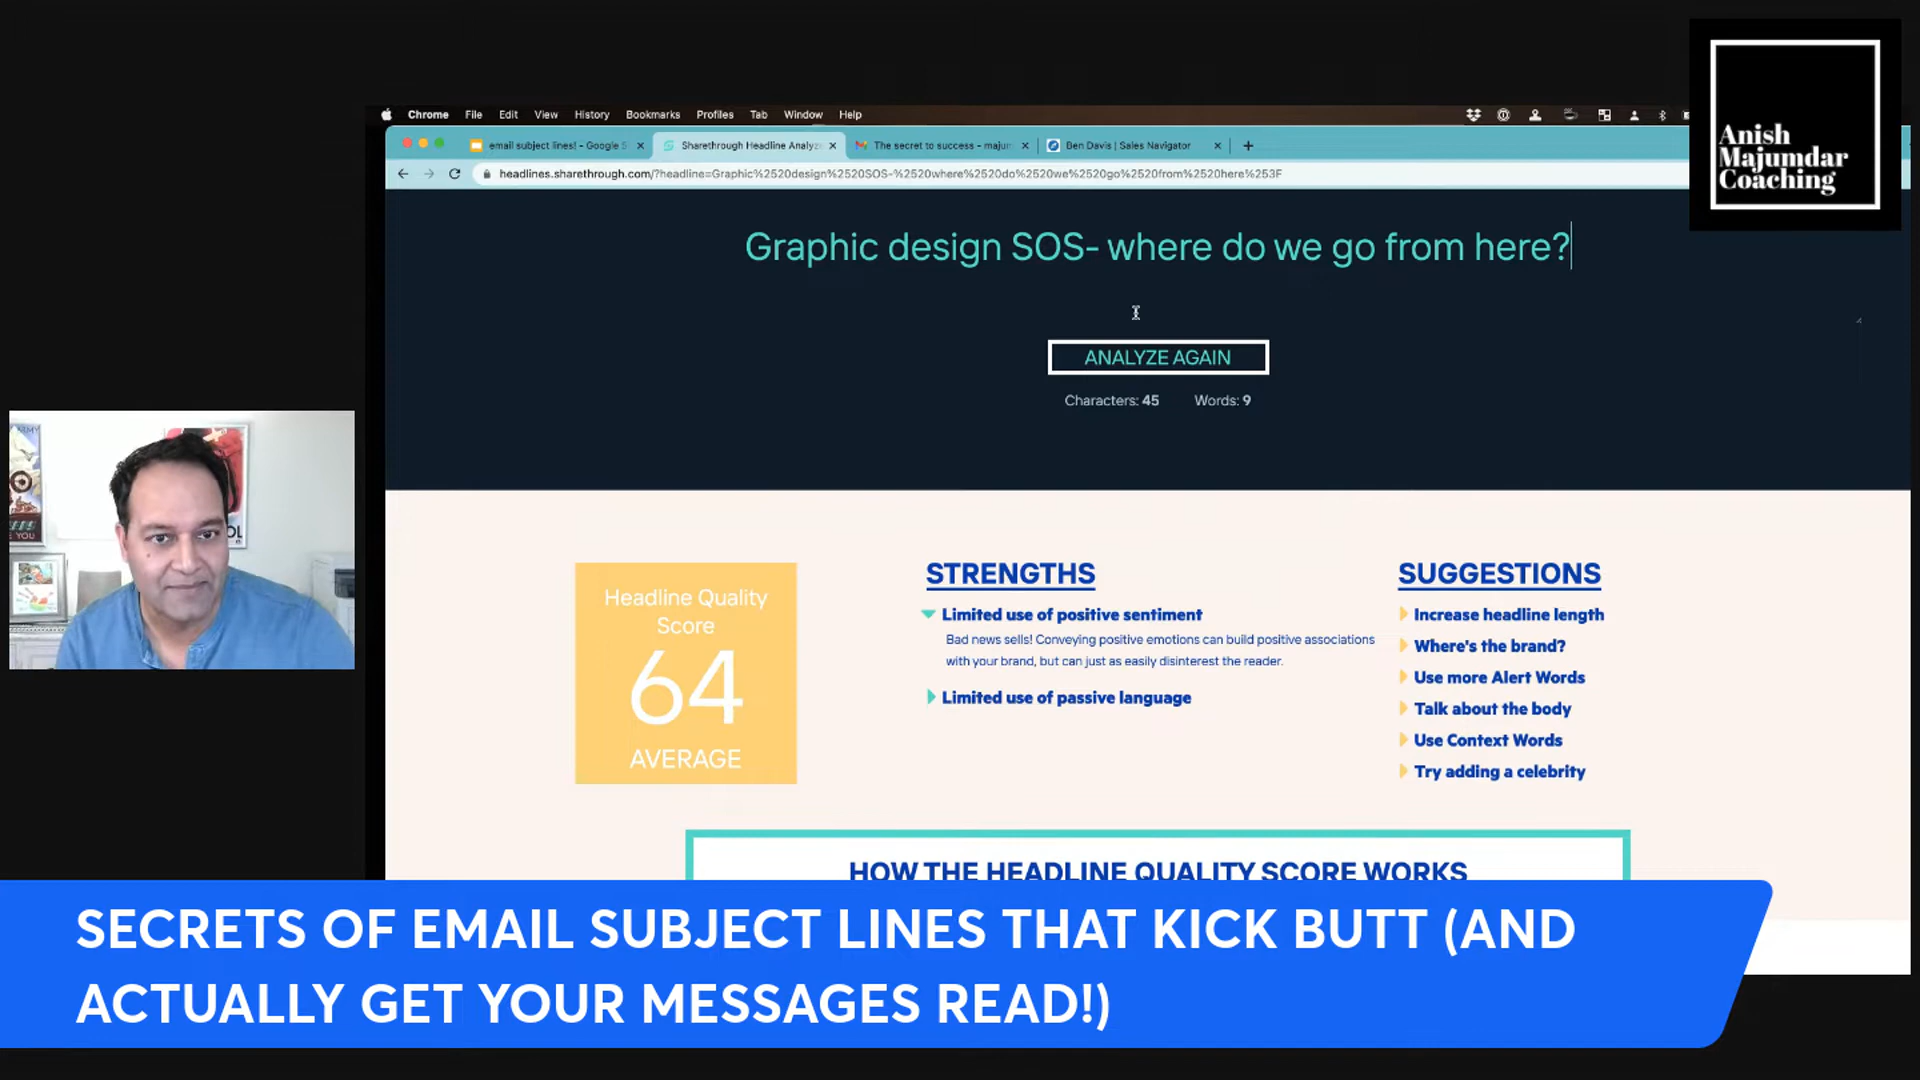 Anish
Majumdar
Coaching
Chrome File Edit View History Bookmarks Profiles Tab Window Help
email subject lines! - Google S
Sharethrough Headline Analyze
The secret to success - majum
Ben Davis | Sales Navigator
headlines.sharethrough.com/?headline=Graphic%2520design%2520SOS-%2520where%2520do%2520we%2520go%2520from%2520here%253F
Graphic design SOS- where do we go from here?
ANALYZE AGAIN
Characters: 45 Words: 9
Headline Quality
Score
64
AVERAGE
STRENGTHS
Limited use of positive sentiment
Bad news sells! Conveying positive emotions can build positive associations
with your brand, but can just as easily disinterest the reader.
Limited use of passive language
SUGGESTIONS
Increase headline length
Where's the brand?
Use more Alert Words
Talk about the body
Use Context Words
Try adding a celebrity
HOW THE HEADLINE QUALITY SCORE WORKS
YOU
SECRETS OF EMAIL SUBJECT LINES THAT KICK BUTT (AND
ACTUALLY GET YOUR MESSAGES READ!)